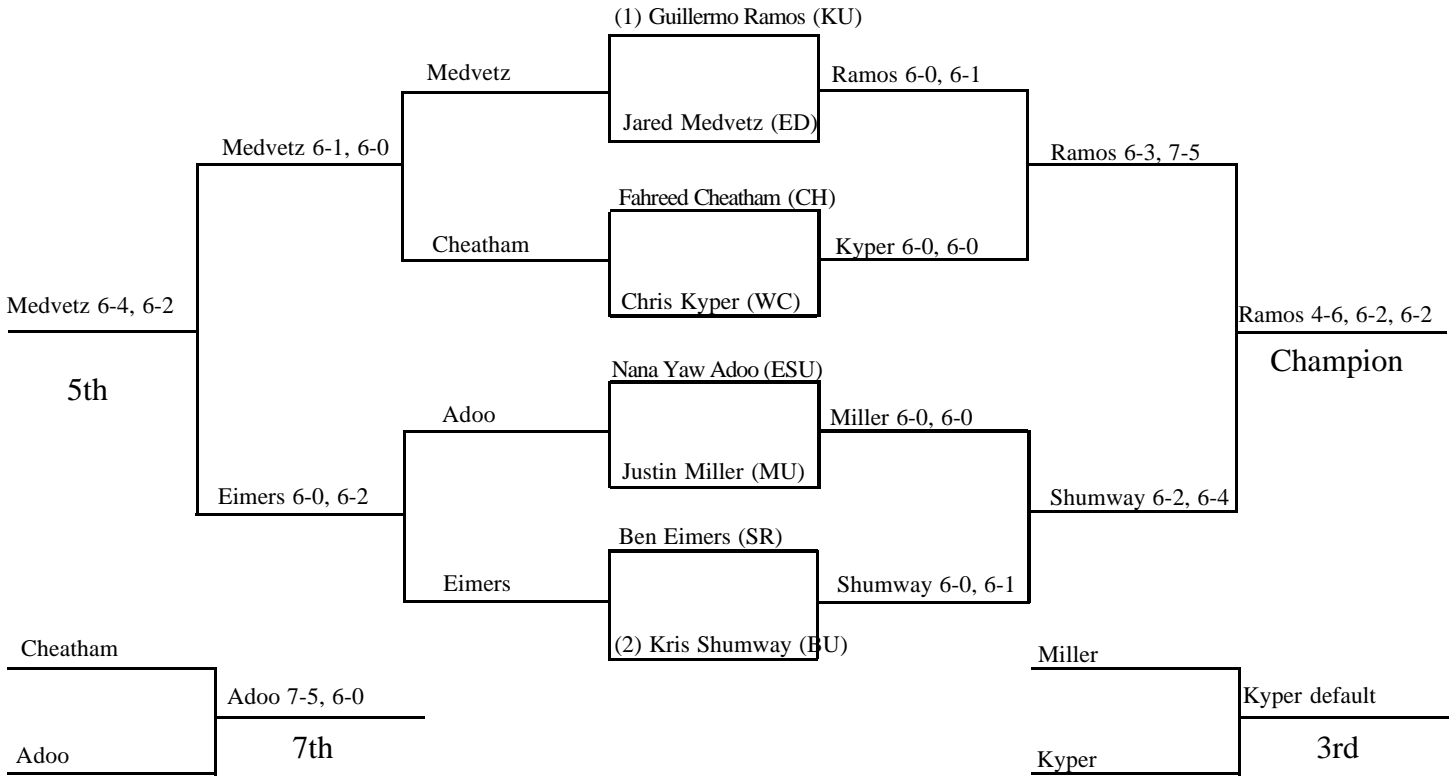 (1) Guillermo Ramos (KU)
Medvetz
Ramos 6-0, 6-1
Jared Medvetz (ED)
Medvetz 6-1, 6-0
Ramos 6-3, 7-5
Fahreed Cheatham (CH)
Cheatham
Kyper 6-0, 6-0
Chris Kyper (WC)
Medvetz 6-4, 6-2
Ramos 4-6, 6-2, 6-2
5th
Champion
Nana Yaw Adoo (ESU)
Adoo
Miller 6-0, 6-0
Justin Miller (MU)
Eimers 6-0, 6-2
Shumway 6-2, 6-4
Ben Eimers (SR)
Eimers
Shumway 6-0, 6-1
(2) Kris Shumway (BU)
Cheatham
Adoo 7-5, 6-0
Adoo
7th
Miller
Kyper default
Kyper
3rd